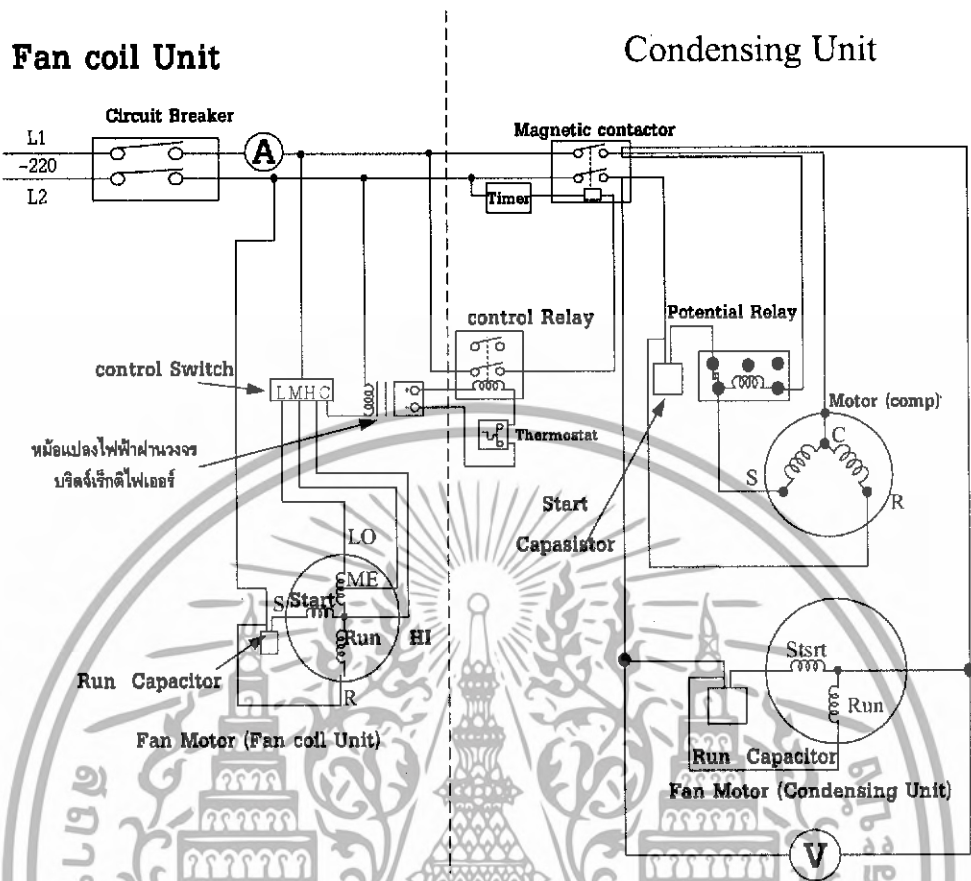 Fan coil Unit
Condensing Unit
Circuit Breaker
L1
~220
L2
A
Magnetic contactor
Timer
control Relay
Potential Relay
control Switch
L M H C
Motor (comp)
Thermostat
หม้อแปลงไฟฟ้าผ่านวงจร
บริดจ์เร็กติไฟเออร์
C
S
R
Start
Capasistor
LO
ME
S
Start
Run
HI
R
Run Capacitor
Fan Motor (Fan coil Unit)
Stsrt
Run
Run Capacitor
Fan Motor (Condensing Unit)
V